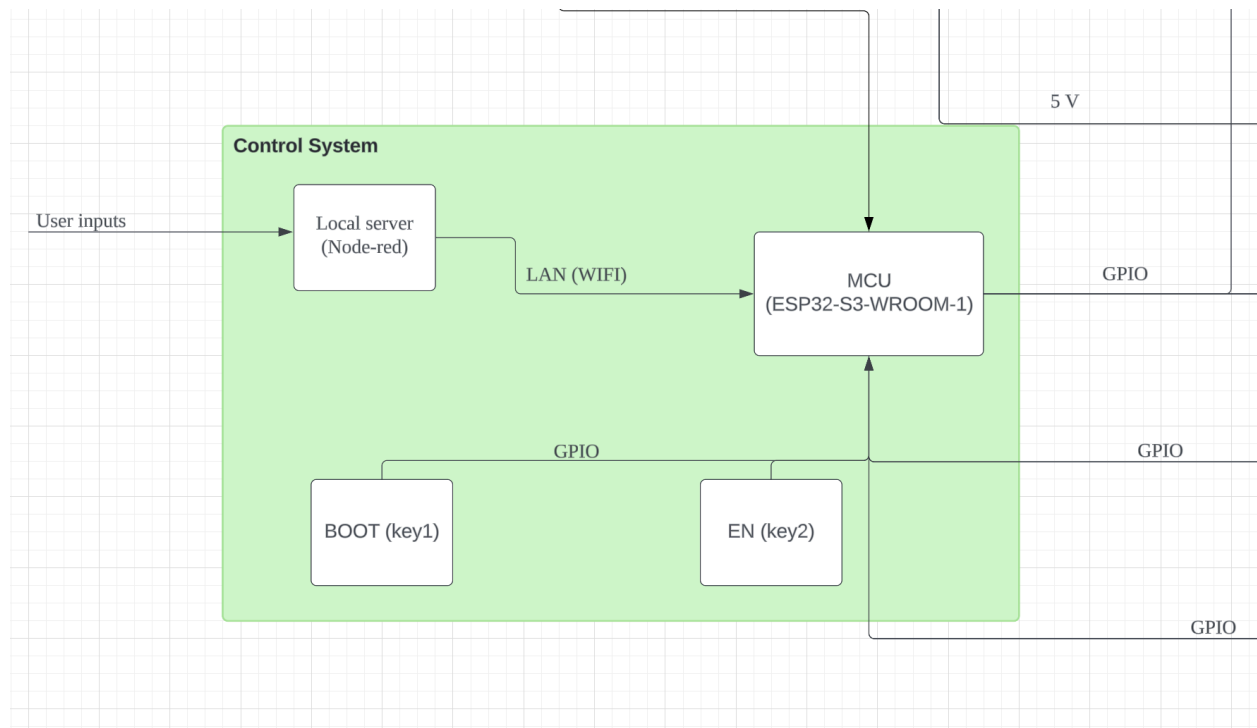 5 V
Control System
User inputs
Local server
(Node-red)
LAN (WIFI)
MCU
(ESP32-S3-WROOM-1)
GPIO
GPIO
GPIO
BOOT (key1)
EN (key2)
GPIO